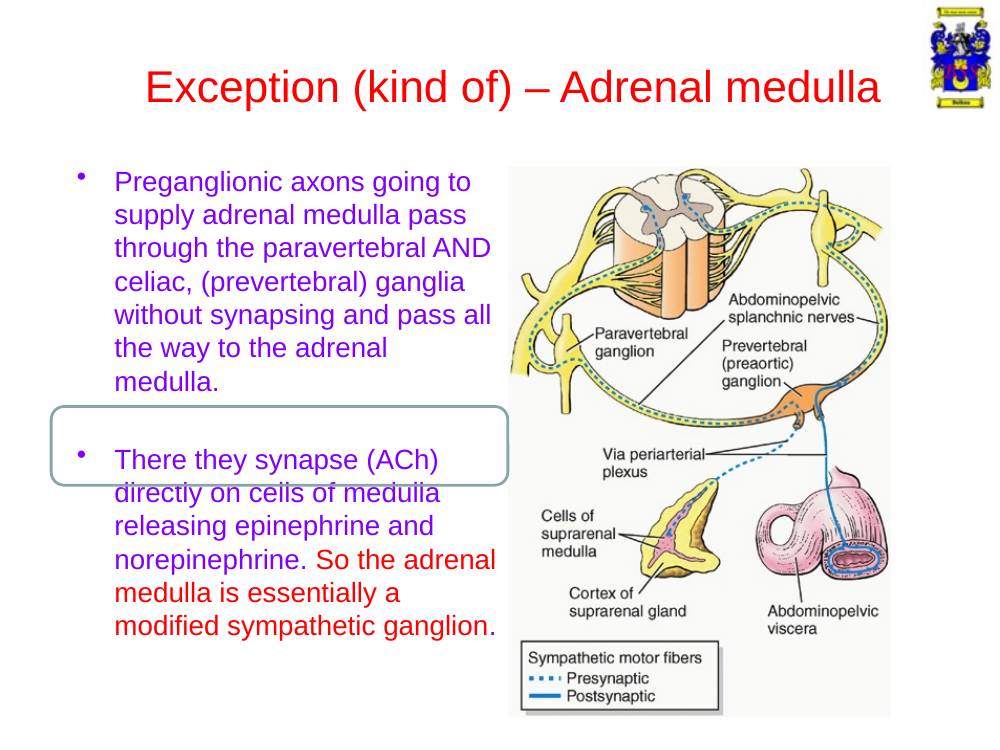 Exception (kind of) – Adrenal medulla
• Preganglionic axons going to
supply adrenal medulla pass
through the paravertebral AND
celiac, (prevertebral) ganglia
without synapsing and pass all
the way to the adrenal
medulla.
• There they synapse (ACh)
directly on cells of medulla
releasing epinephrine and
norepinephrine. So the adrenal
medulla is essentially a
modified sympathetic ganglion.
Abdominopelvic
splanchnic nerves
Paravertebral
ganglion
Prevertebral
(preaortic)
ganglion
Via periarterial
plexus
Cells of
suprarenal
medulla
Cortex of
suprarenal gland
Abdominopelvic
viscera
Sympathetic motor fibers
Presynaptic
Postsynaptic